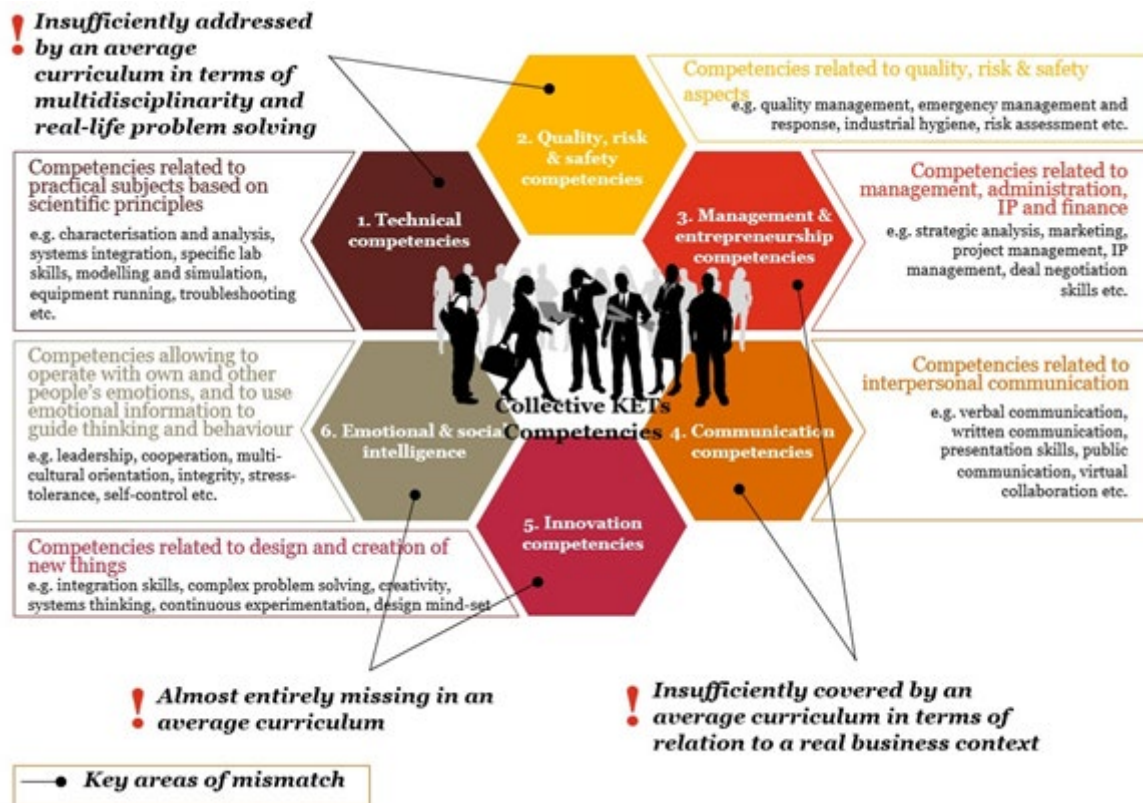 ! Insufficiently addressed
by an average
curriculum in terms of
multidisciplinarity and
real-life problem solving
Competencies related to quality, risk & safety
aspects
e.g. quality management, emergency management and
response, industrial hygiene, risk assessment etc.
2. Quality, risk
& safety
competencies
Competencies related to
practical subjects based on
scientific principles
e.g. characterisation and analysis,
systems integration, specific lab
skills, modelling and simulation,
equipment running, troubleshooting
etc.
1. Technical
competencies
3. Management &
entrepreneurship
competencies
Competencies related to
management, administration,
IP and finance
e.g. strategic analysis, marketing,
project management, IP
management, deal negotiation
skills etc.
Competencies allowing to
operate with own and other
people's emotions, and to use
emotional information to
guide thinking and behaviour
e.g. leadership, cooperation, multi-
cultural orientation, integrity, stress-
tolerance, self-control etc.
6. Emotional & social
intelligence
Collective KETs
Competencies
4. Communication
competencies
Competencies related to
interpersonal communication
e.g. verbal communication,
written communication,
presentation skills, public
communication, virtual
collaboration etc.
5. Innovation
competencies
Competencies related to design and creation of
new things
e.g. integration skills, complex problem solving, creativity,
systems thinking, continuous experimentation, design mind-set
! Almost entirely missing in an
average curriculum
! Insufficiently covered by an
average curriculum in terms of
relation to a real business context
Key areas of mismatch